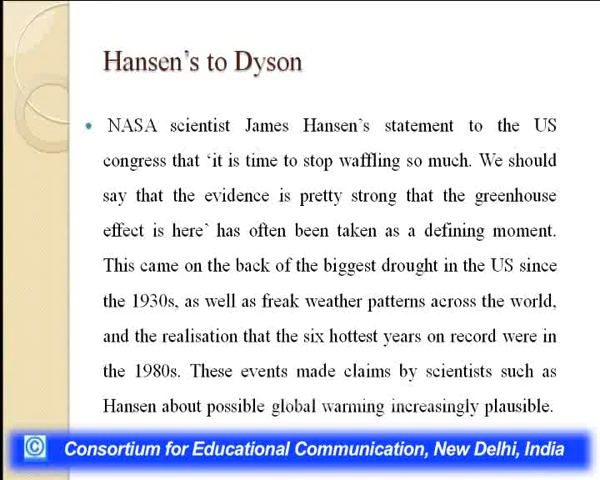 Hansen's to Dyson
NASA scientist James Hansen's statement to the US
congress that ‘it is time to stop waffling so much. We should
say that the evidence is pretty strong that the greenhouse
effect is here’ has often been taken as a defining moment.
This came on the back of the biggest drought in the US since
the 1930s, as well as freak weather patterns across the world,
and the realisation that the six hottest years on record were in
the 1980s. These events made claims by scientists such as
Hansen about possible global warming increasingly plausible.
© Consortium for Educational Communication, New Delhi, India